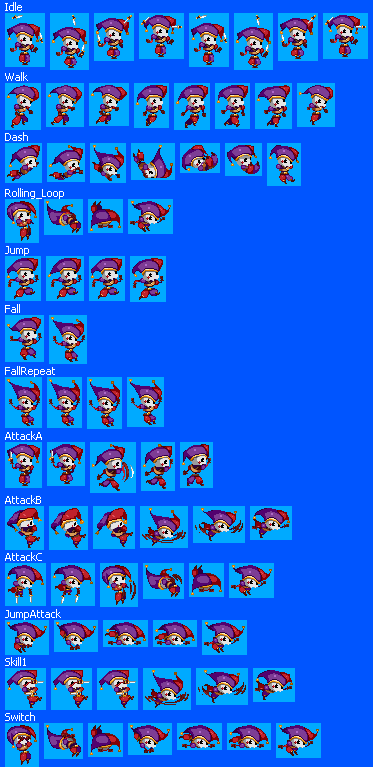 Idle
Walk
Dash
Rolling_Loop
Jump
Fall
FallRepeat
AttackA
AttackB
AttackC
JumpAttack
Skill1
Switch